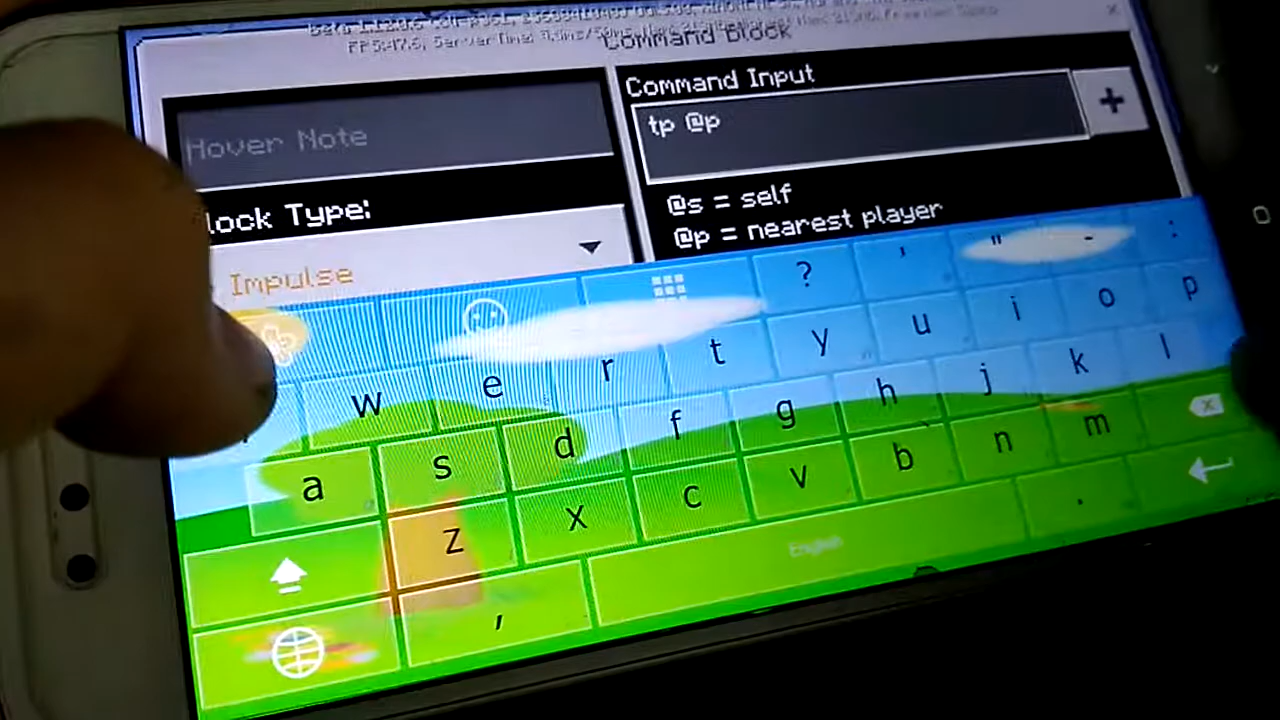 Command Block
Hover Note
lock Type:
Impulse
Command Input
tp @p
+
@s = self
@p = nearest player
? ' " - :
w e r t y u i o p
a s d f g h j k l
z x c v b n m
, English .